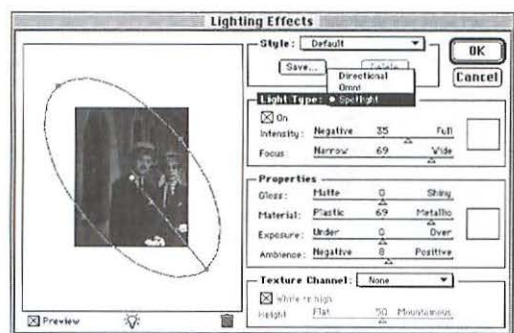 Lighting Effects
Style: Default
OK
Save... Delete
Cancel
Directional
Omni
Light Type: Spotlight
On
Intensity: Negative 35 Full
Focus: Narrow 69 Wide
Properties
Gloss: Matte 0 Shiny
Material: Plastic 69 Metallic
Exposure: Under 0 Over
Ambience: Negative 8 Positive
Texture Channel: None
White is high
Height Flat 50 Mountainous
Preview